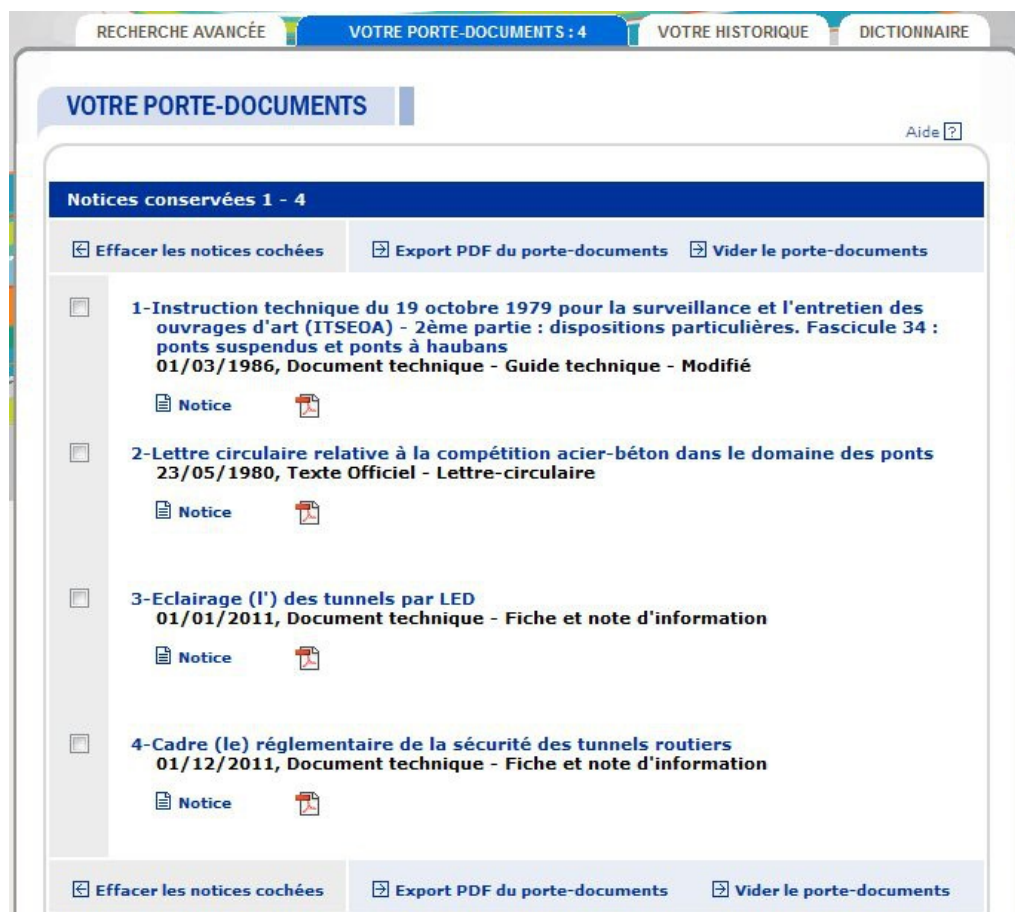 RECHERCHE AVANCÉE VOTRE PORTE-DOCUMENTS : 4 VOTRE HISTORIQUE DICTIONNAIRE
VOTRE PORTE-DOCUMENTS
Aide ?
Notices conservées 1 - 4
Effacer les notices cochées Export PDF du porte-documents Vider le porte-documents
1-Instruction technique du 19 octobre 1979 pour la surveillance et l'entretien des
ouvrages d'art (ITSEOA) - 2ème partie : dispositions particulières. Fascicule 34 :
ponts suspendus et ponts à haubans
01/03/1986, Document technique - Guide technique - Modifié
Notice
2-Lettre circulaire relative à la compétition acier-béton dans le domaine des ponts
23/05/1980, Texte Officiel - Lettre-circulaire
Notice
3-Eclairage (l') des tunnels par LED
01/01/2011, Document technique - Fiche et note d'information
Notice
4-Cadre (le) réglementaire de la sécurité des tunnels routiers
01/12/2011, Document technique - Fiche et note d'information
Notice
Effacer les notices cochées Export PDF du porte-documents Vider le porte-documents